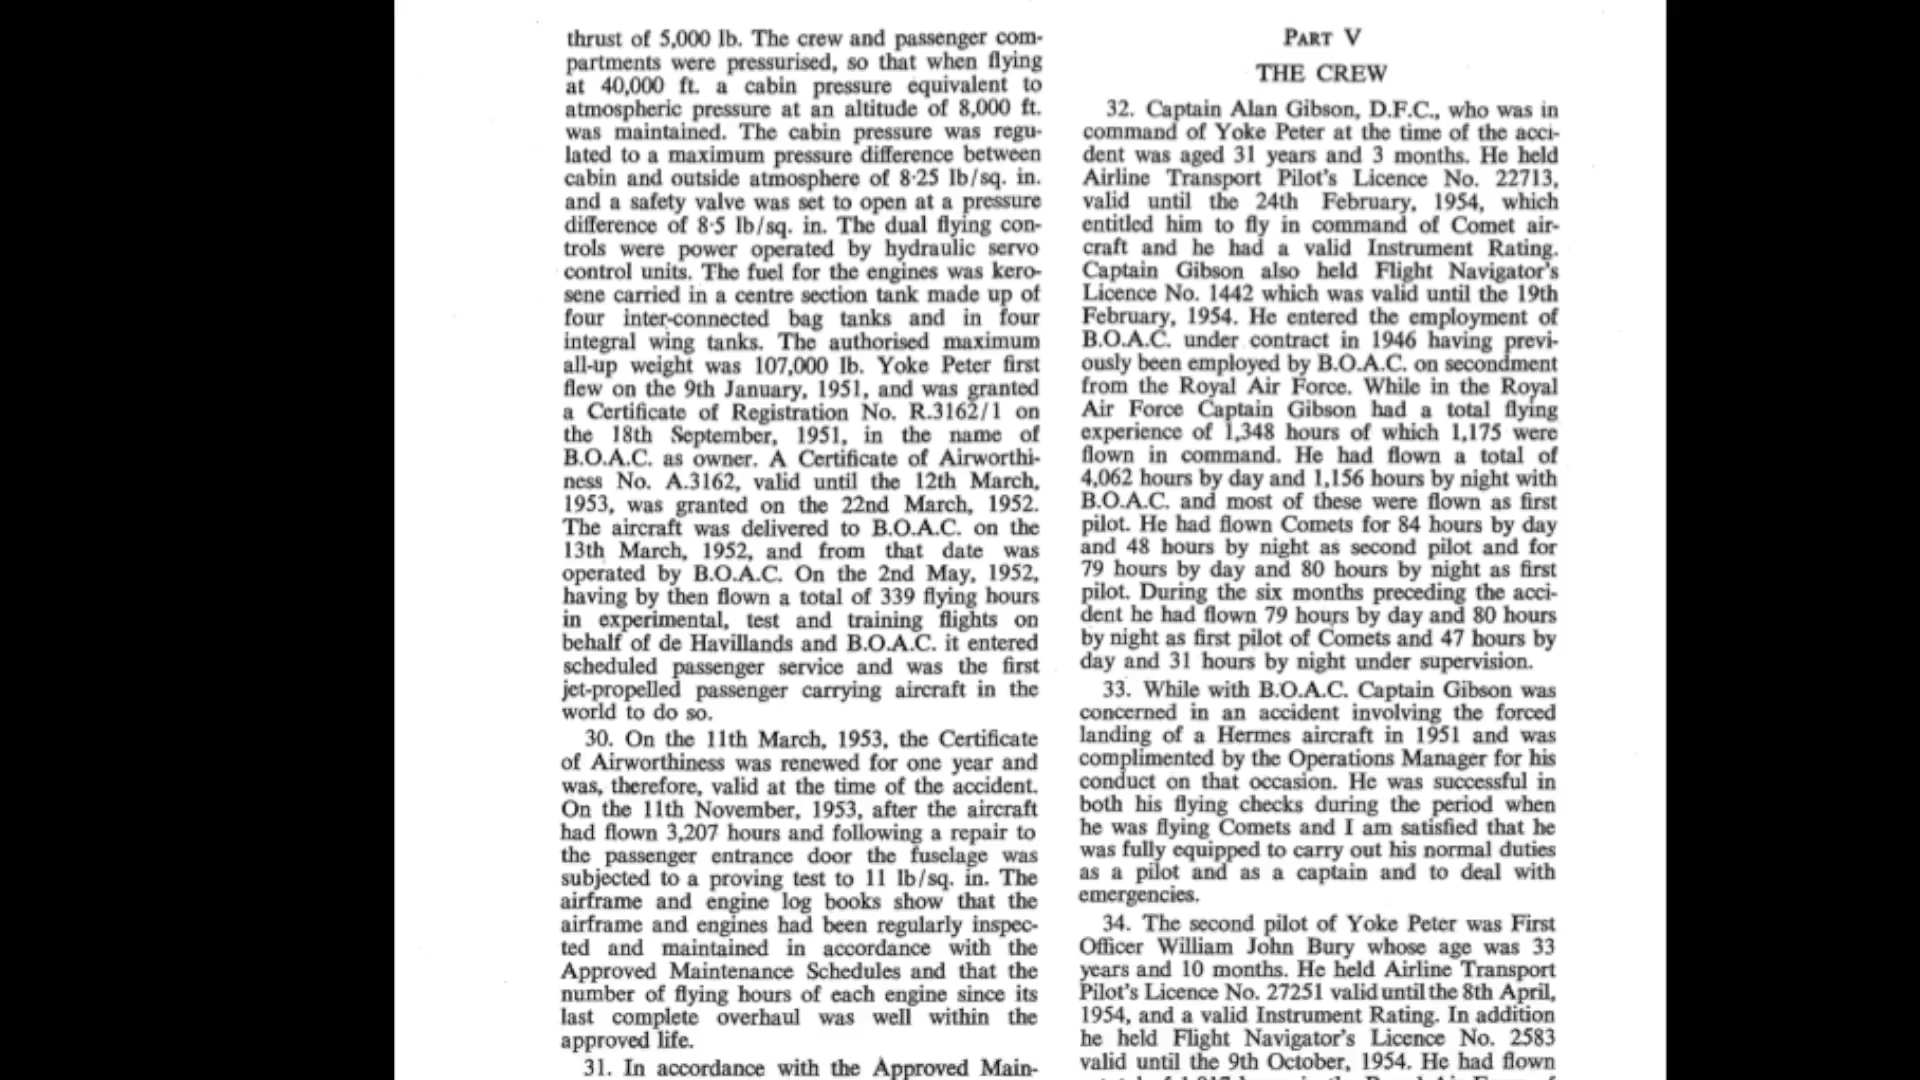 thrust of 5,000 lb. The crew and passenger com-
partments were pressurised, so that when flying
at 40,000 ft. a cabin pressure equivalent to
atmospheric pressure at an altitude of 8,000 ft.
was maintained. The cabin pressure was regu-
lated to a maximum pressure difference between
cabin and outside atmosphere of 8·25 lb/sq. in.
and a safety valve was set to open at a pressure
difference of 8·5 lb/sq. in. The dual flying con-
trols were power operated by hydraulic servo
control units. The fuel for the engines was kero-
sene carried in a centre section tank made up of
four inter-connected bag tanks and in four
integral wing tanks. The authorised maximum
all-up weight was 107,000 lb. Yoke Peter first
flew on the 9th January, 1951, and was granted
a Certificate of Registration No. R.3162/1 on
the 18th September, 1951, in the name of
B.O.A.C. as owner. A Certificate of Airworthi-
ness No. A.3162, valid until the 12th March,
1953, was granted on the 22nd March, 1952.
The aircraft was delivered to B.O.A.C. on the
13th March, 1952, and from that date was
operated by B.O.A.C. On the 2nd May, 1952,
having by then flown a total of 339 flying hours
in experimental, test and training flights on
behalf of de Havillands and B.O.A.C. it entered
scheduled passenger service and was the first
jet-propelled passenger carrying aircraft in the
world to do so.
30. On the 11th March, 1953, the Certificate
of Airworthiness was renewed for one year and
was, therefore, valid at the time of the accident.
On the 11th November, 1953, after the aircraft
had flown 3,207 hours and following a repair to
the passenger entrance door the fuselage was
subjected to a proving test to 11 lb/sq. in. The
airframe and engine log books show that the
airframe and engines had been regularly inspec-
ted and maintained in accordance with the
Approved Maintenance Schedules and that the
number of flying hours of each engine since its
last complete overhaul was well within the
approved life.
31. In accordance with the Approved Main-
PART V
THE CREW
32. Captain Alan Gibson, D.F.C., who was in
command of Yoke Peter at the time of the acci-
dent was aged 31 years and 3 months. He held
Airline Transport Pilot's Licence No. 22713,
valid until the 24th February, 1954, which
entitled him to fly in command of Comet air-
craft and he had a valid Instrument Rating.
Captain Gibson also held Flight Navigator's
Licence No. 1442 which was valid until the 19th
February, 1954. He entered the employment of
B.O.A.C. under contract in 1946 having previ-
ously been employed by B.O.A.C. on secondment
from the Royal Air Force. While in the Royal
Air Force Captain Gibson had a total flying
experience of 1,348 hours of which 1,175 were
flown in command. He had flown a total of
4,062 hours by day and 1,156 hours by night with
B.O.A.C. and most of these were flown as first
pilot. He had flown Comets for 84 hours by day
and 48 hours by night as second pilot and for
79 hours by day and 80 hours by night as first
pilot. During the six months preceding the acci-
dent he had flown 79 hours by day and 80 hours
by night as first pilot of Comets and 47 hours by
day and 31 hours by night under supervision.
33. While with B.O.A.C. Captain Gibson was
concerned in an accident involving the forced
landing of a Hermes aircraft in 1951 and was
complimented by the Operations Manager for his
conduct on that occasion. He was successful in
both his flying checks during the period when
he was flying Comets and I am satisfied that he
was fully equipped to carry out his normal duties
as a pilot and as a captain and to deal with
emergencies.
34. The second pilot of Yoke Peter was First
Officer William John Bury whose age was 33
years and 10 months. He held Airline Transport
Pilot's Licence No. 27251 valid until the 8th April,
1954, and a valid Instrument Rating. In addition
he held Flight Navigator's Licence No. 2583
valid until the 9th October, 1954. He had flown